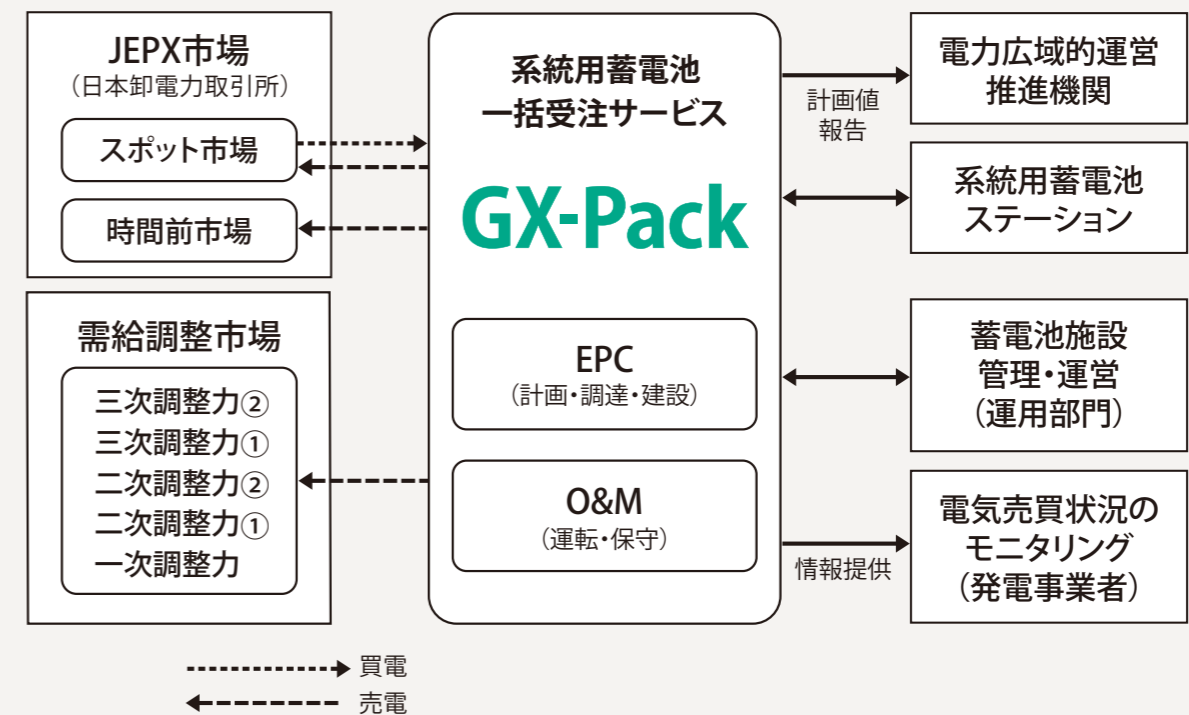 JEPX市場
（日本卸電力取引所）
スポット市場
時間前市場
需給調整市場
三次調整力②
三次調整力①
二次調整力②
二次調整力①
一次調整力
系統用蓄電池
一括受注サービス
GX-Pack
EPC
（計画・調達・建設）
O&M
（運転・保守）
計画値
報告
情報提供
電力広域的運営
推進機関
系統用蓄電池
ステーション
蓄電池施設
管理・運営
（運用部門）
電気売買状況の
モニタリング
（発電事業者）
買電
売電